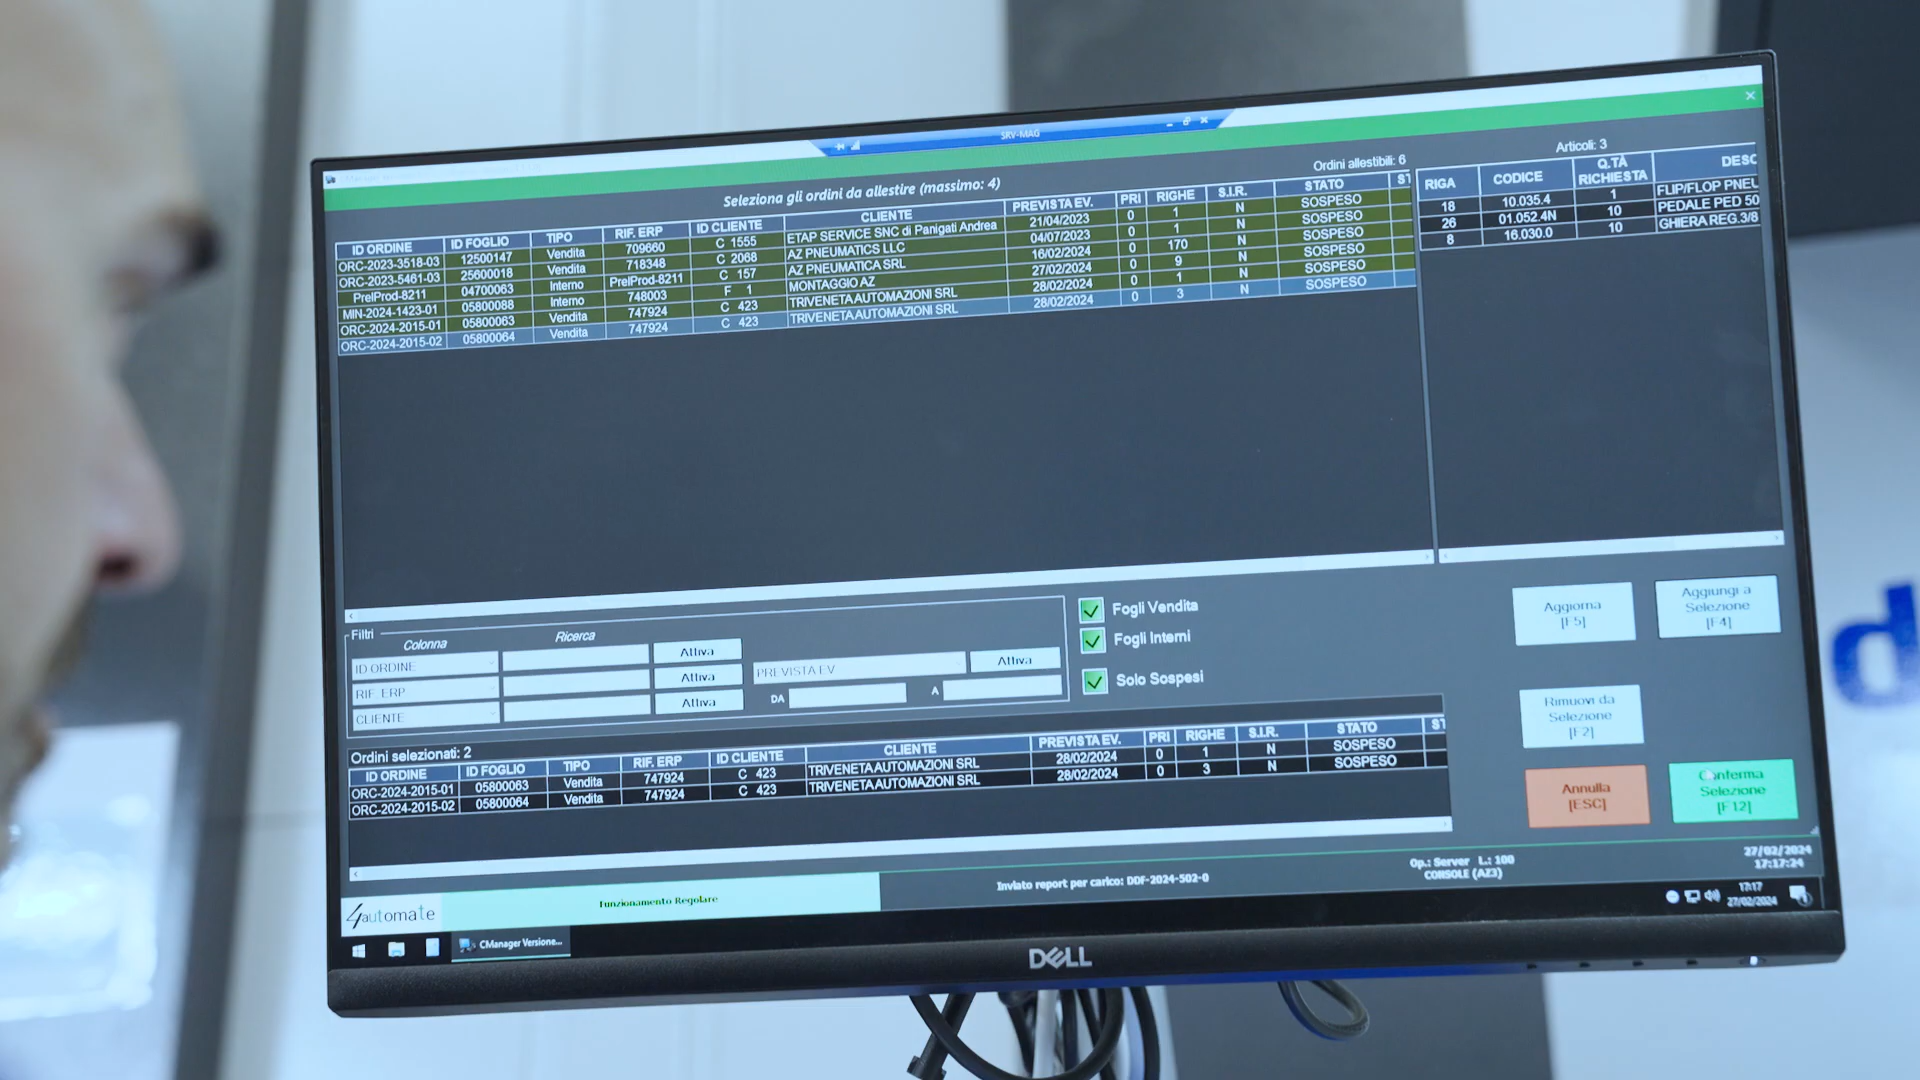 SRV-MAG
Seleziona gli ordini da allestire (massimo: 4)
Ordini allestibili: 6
ID ORDINE ID FOGLIO TIPO RIF. ERP ID CLIENTE CLIENTE PREVISTA EV. PRI RIGHE S.I.R. STATO ST
ORC-2023-3518-03 12500147 Vendita 709660 C 1555 ETAP SERVICE SNC di Panigati Andrea 21/04/2023 0 1 N SOSPESO
ORC-2023-5461-03 25600018 Vendita 718348 C 2068 AZ PNEUMATICS LLC 04/07/2023 0 1 N SOSPESO
PrelProd-8211 04700063 Interno PrelProd-8211 C 157 AZ PNEUMATICA SRL 16/02/2024 0 170 N SOSPESO
MIN-2024-1423-01 05800088 Interno 748003 F 1 MONTAGGIO AZ 27/02/2024 0 9 N SOSPESO
ORC-2024-2015-01 05800063 Vendita 747924 C 423 TRIVENETA AUTOMAZIONI SRL 28/02/2024 0 1 N SOSPESO
ORC-2024-2015-02 05800064 Vendita 747924 C 423 TRIVENETA AUTOMAZIONI SRL 28/02/2024 0 3 N SOSPESO
Articoli: 3
RIGA CODICE Q.TÀ RICHIESTA DESC
18 10.035.4 1 FLIP/FLOP PNEU
26 01.052.4N 10 PEDALE PED 50
8 16.030.0 10 GHIERA REG.3/8
Filtri
Colonna Ricerca
ID ORDINE Attiva
RIF. ERP Attiva
CLIENTE Attiva
PREVISTA EV Attiva
DA A
Fogli Vendita
Fogli Interni
Solo Sospesi
Aggiorna
[F5]
Aggiungi a
Selezione
[F4]
Rimuovi da
Selezione
[F2]
Annulla
[ESC]
Conferma
Selezione
[F12]
Ordini selezionati: 2
ID ORDINE ID FOGLIO TIPO RIF. ERP ID CLIENTE CLIENTE PREVISTA EV. PRI RIGHE S.I.R. STATO ST
ORC-2024-2015-01 05800063 Vendita 747924 C 423 TRIVENETA AUTOMAZIONI SRL 28/02/2024 0 1 N SOSPESO
ORC-2024-2015-02 05800064 Vendita 747924 C 423 TRIVENETA AUTOMAZIONI SRL 28/02/2024 0 3 N SOSPESO
4automate
Funzionamento Regolare
Inviato report per carico: DDF-2024-502-0
Op.: Server L.: 100
CONSOLE (AZ3)
27/02/2024
17:17:24
CManager Versione...
17:17
27/02/2024
DELL
d